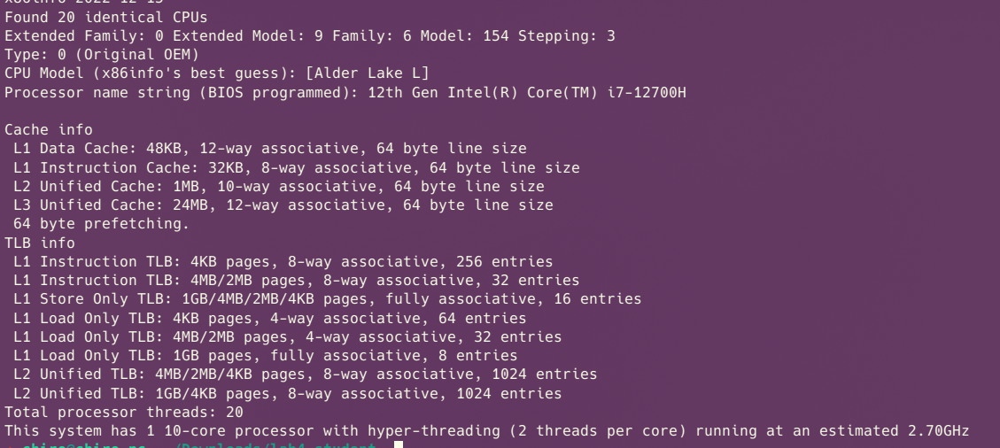 x86info 2022-12-15
Found 20 identical CPUs
Extended Family: 0 Extended Model: 9 Family: 6 Model: 154 Stepping: 3
Type: 0 (Original OEM)
CPU Model (x86info's best guess): [Alder Lake L]
Processor name string (BIOS programmed): 12th Gen Intel(R) Core(TM) i7-12700H
Cache info
L1 Data Cache: 48KB, 12-way associative, 64 byte line size
L1 Instruction Cache: 32KB, 8-way associative, 64 byte line size
L2 Unified Cache: 1MB, 10-way associative, 64 byte line size
L3 Unified Cache: 24MB, 12-way associative, 64 byte line size
64 byte prefetching.
TLB info
L1 Instruction TLB: 4KB pages, 8-way associative, 256 entries
L1 Instruction TLB: 4MB/2MB pages, 8-way associative, 32 entries
L1 Store Only TLB: 1GB/4MB/2MB/4KB pages, fully associative, 16 entries
L1 Load Only TLB: 4KB pages, 4-way associative, 64 entries
L1 Load Only TLB: 4MB/2MB pages, 4-way associative, 32 entries
L1 Load Only TLB: 1GB pages, fully associative, 8 entries
L2 Unified TLB: 4MB/2MB/4KB pages, 8-way associative, 1024 entries
L2 Unified TLB: 1GB/4KB pages, 8-way associative, 1024 entries
Total processor threads: 20
This system has 1 10-core processor with hyper-threading (2 threads per core) running at an estimated 2.70GHz